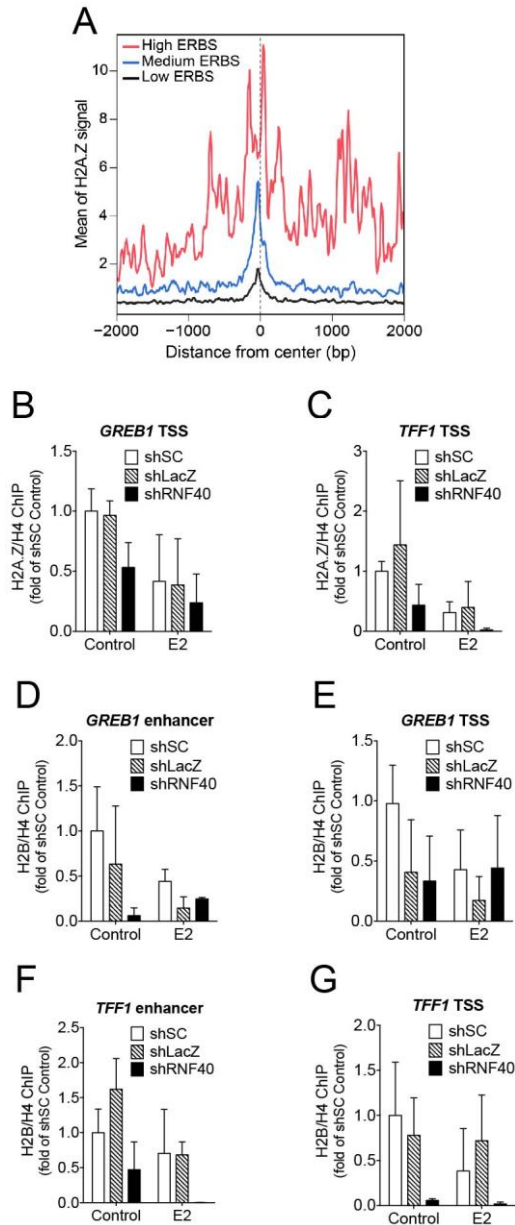 A
High ERBS
Medium ERBS
Low ERBS
Mean of H2A.Z signal
10
8
6
4
2
−2000 −1000 0 1000 2000
Distance from center (bp)
B
GREB1 TSS
shSC
shLacZ
shRNF40
H2A.Z/H4 ChIP
(fold of shSC Control)
1.5
1.0
0.5
0.0
Control E2
C
TFF1 TSS
shSC
shLacZ
shRNF40
H2A.Z/H4 ChIP
(fold of shSC Control)
3
2
1
0
Control E2
D
GREB1 enhancer
shSC
shLacZ
shRNF40
H2B/H4 ChIP
(fold of shSC Control)
2.0
1.5
1.0
0.5
0.0
Control E2
E
GREB1 TSS
shSC
shLacZ
shRNF40
H2B/H4 ChIP
(fold of shSC Control)
1.5
1.0
0.5
0.0
Control E2
F
TFF1 enhancer
shSC
shLacZ
shRNF40
H2B/H4 ChIP
(fold of shSC Control)
2.5
2.0
1.5
1.0
0.5
0.0
Control E2
G
TFF1 TSS
shSC
shLacZ
shRNF40
H2B/H4 ChIP
(fold of shSC Control)
2.0
1.5
1.0
0.5
0.0
Control E2